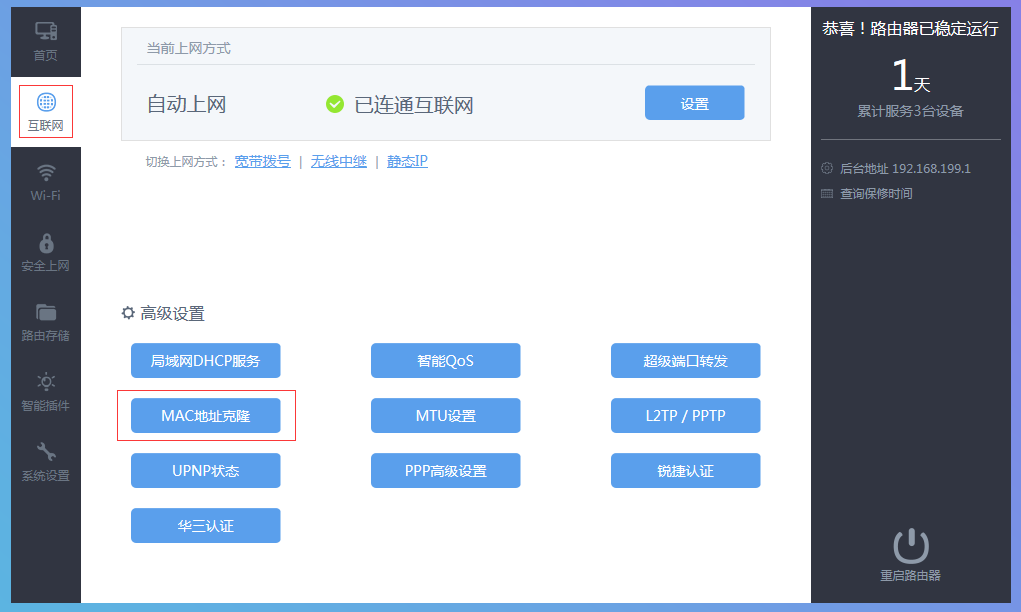 首页
互联网
Wi-Fi
安全上网
路由存储
智能插件
系统设置
当前上网方式
自动上网 已连通互联网 设置
切换上网方式： 宽带拨号 | 无线中继 | 静态IP
高级设置
局域网DHCP服务 智能QoS 超级端口转发
MAC地址克隆 MTU设置 L2TP / PPTP
UPNP状态 PPP高级设置 锐捷认证
华三认证
恭喜！路由器已稳定运行
1天
累计服务3台设备
后台地址 192.168.199.1
查询保修时间
重启路由器